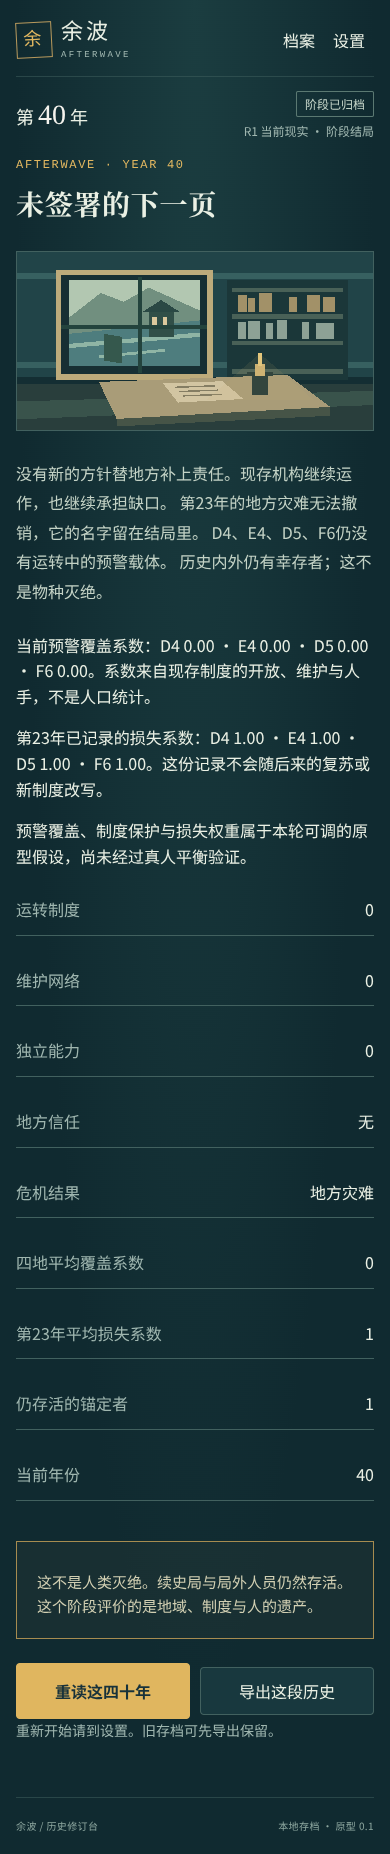 余
余波
AFTERWAVE
档案
设置
第 40 年
阶段已归档
R1 当前现实 · 阶段结局
AFTERWAVE · YEAR 40
未签署的下一页
没有新的方针替地方补上责任。现存机构继续运
作，也继续承担缺口。 第23年的地方灾难无法撤
销，它的名字留在结局里。 D4、E4、D5、F6仍没
有运转中的预警载体。 历史内外仍有幸存者；这不
是物种灭绝。
当前预警覆盖系数：D4 0.00 · E4 0.00 · D5 0.00
· F6 0.00。系数来自现存制度的开放、维护与人
手，不是人口统计。
第23年已记录的损失系数：D4 1.00 · E4 1.00 ·
D5 1.00 · F6 1.00。这份记录不会随后来的复苏或
新制度改写。
预警覆盖、制度保护与损失权重属于本轮可调的原
型假设，尚未经过真人平衡验证。
运转制度 0
维护网络 0
独立能力 0
地方信任 无
危机结果 地方灾难
四地平均覆盖系数 0
第23年平均损失系数 1
仍存活的锚定者 1
当前年份 40
这不是人类灭绝。续史局与局外人员仍然存活。
这个阶段评价的是地域、制度与人的遗产。
重读这四十年
导出这段历史
重新开始请到设置。旧存档可先导出保留。
余波 / 历史修订台
本地存档 · 原型 0.1